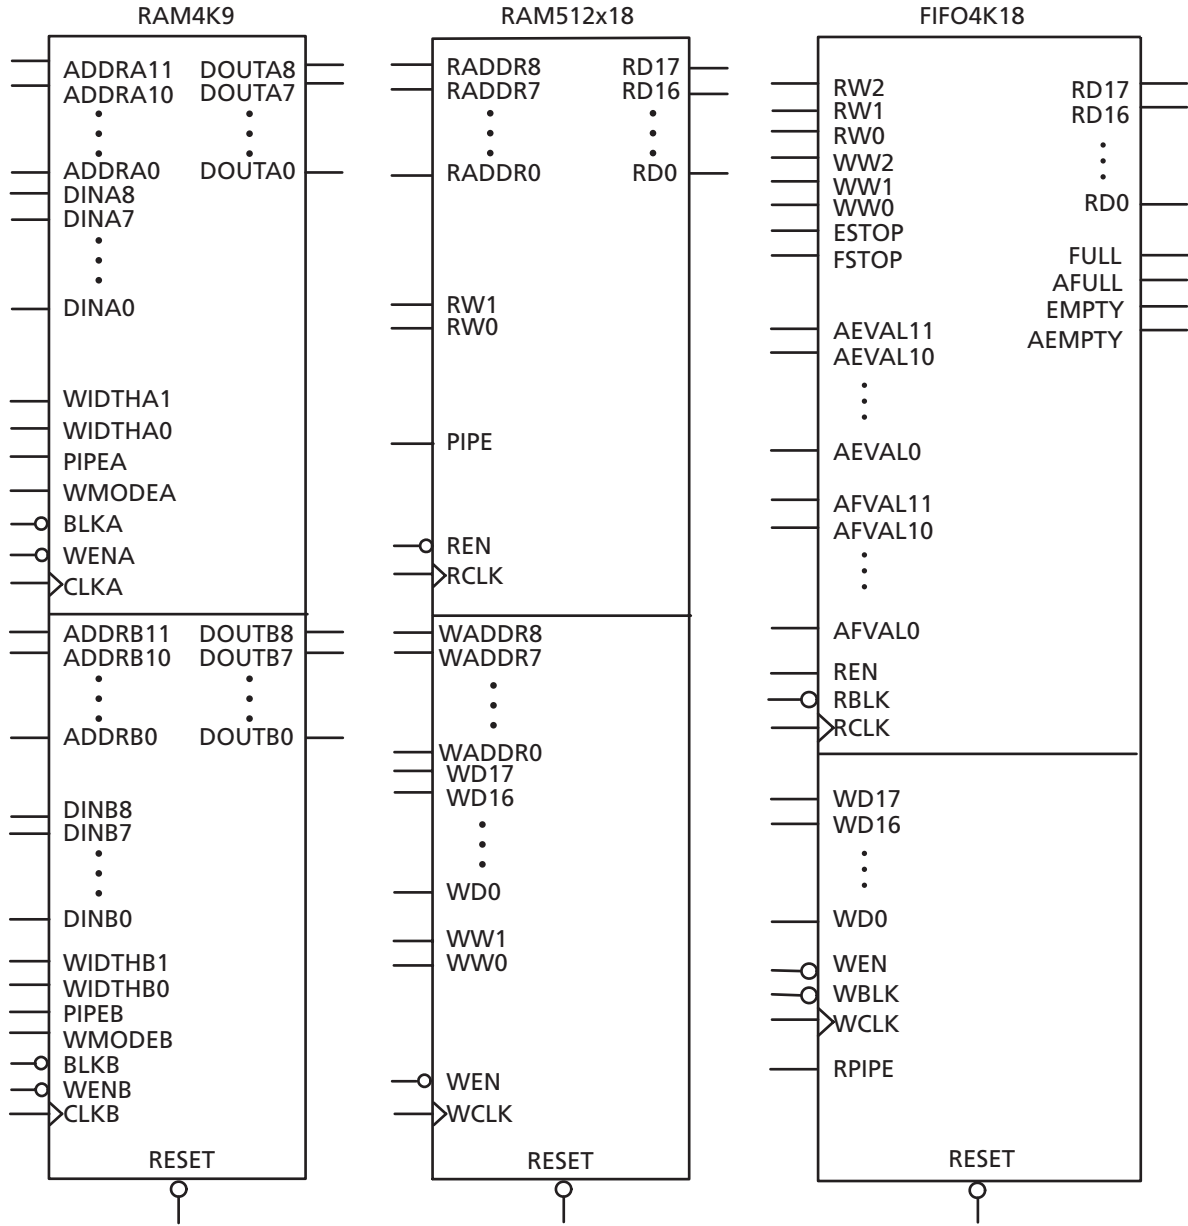 RAM4K9
ADDRA11 DOUTA8
ADDRA10 DOUTA7
ADDRA0 DOUTA0
DINA8
DINA7
DINA0
WIDTHA1
WIDTHA0
PIPEA
WMODEA
BLKA
WENA
CLKA
ADDRB11 DOUTB8
ADDRB10 DOUTB7
ADDRB0 DOUTB0
DINB8
DINB7
DINB0
WIDTHB1
WIDTHB0
PIPEB
WMODEB
BLKB
WENB
CLKB
RESET
RAM512x18
RADDR8 RD17
RADDR7 RD16
RADDR0 RD0
RW1
RW0
PIPE
REN
RCLK
WADDR8
WADDR7
WADDR0
WD17
WD16
WD0
WW1
WW0
WEN
WCLK
RESET
FIFO4K18
RW2 RD17
RW1 RD16
RW0
WW2
WW1
WW0 RD0
ESTOP
FSTOP FULL
AFULL
EMPTY
AEVAL11 AEMPTY
AEVAL10
AEVAL0
AFVAL11
AFVAL10
AFVAL0
REN
RBLK
RCLK
WD17
WD16
WD0
WEN
WBLK
WCLK
RPIPE
RESET